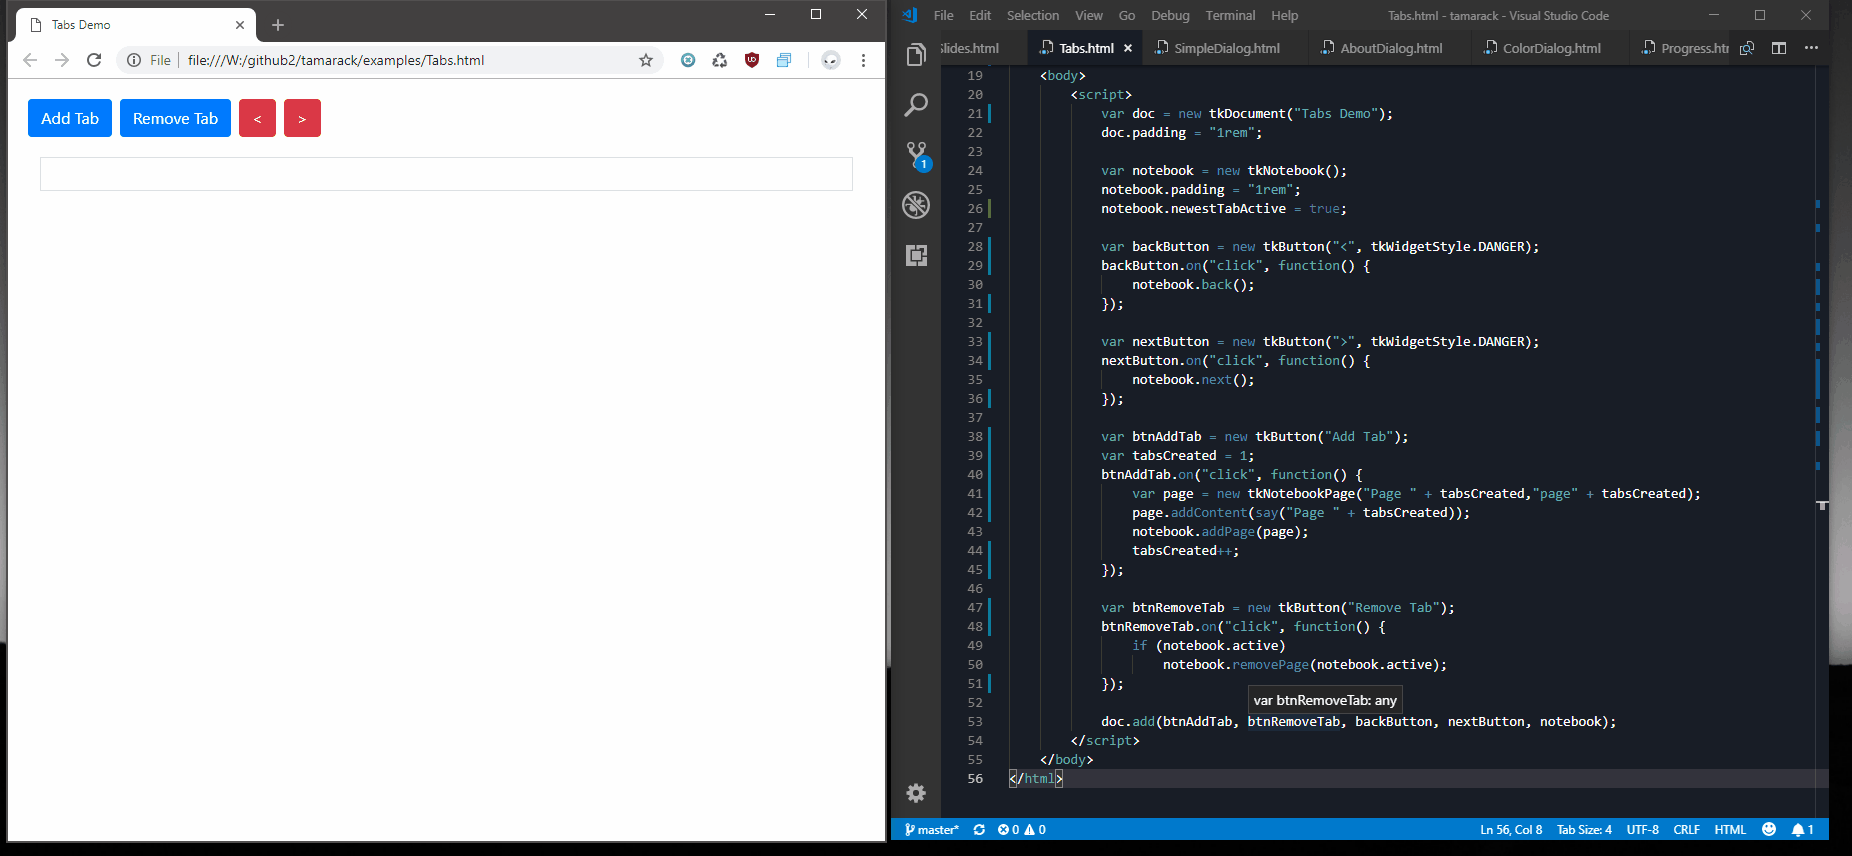 Tabs Demo
File file:///W:/github2/tamarack/examples/Tabs.html
Add Tab Remove Tab < >
File Edit Selection View Go Debug Terminal Help Tabs.html - tamarack - Visual Studio Code
Slides.html Tabs.html SimpleDialog.html AboutDialog.html ColorDialog.html Progress.htm
1
19 <body>
20 <script>
21 var doc = new tkDocument("Tabs Demo");
22 doc.padding = "1rem";
23
24 var notebook = new tkNotebook();
25 notebook.padding = "1rem";
26 notebook.newestTabActive = true;
27
28 var backButton = new tkButton("<", tkWidgetStyle.DANGER);
29 backButton.on("click", function() {
30 notebook.back();
31 });
32
33 var nextButton = new tkButton(">", tkWidgetStyle.DANGER);
34 nextButton.on("click", function() {
35 notebook.next();
36 });
37
38 var btnAddTab = new tkButton("Add Tab");
39 var tabsCreated = 1;
40 btnAddTab.on("click", function() {
41 var page = new tkNotebookPage("Page " + tabsCreated,"page" + tabsCreated);
42 page.addContent(say("Page " + tabsCreated));
43 notebook.addPage(page);
44 tabsCreated++;
45 });
46
47 var btnRemoveTab = new tkButton("Remove Tab");
48 btnRemoveTab.on("click", function() {
49 if (notebook.active)
50 notebook.removePage(notebook.active);
51 });
52
var btnRemoveTab: any
53 doc.add(btnAddTab, btnRemoveTab, backButton, nextButton, notebook);
54 </script>
55 </body>
56 </html>
master* 0 0 Ln 56, Col 8 Tab Size: 4 UTF-8 CRLF HTML 1